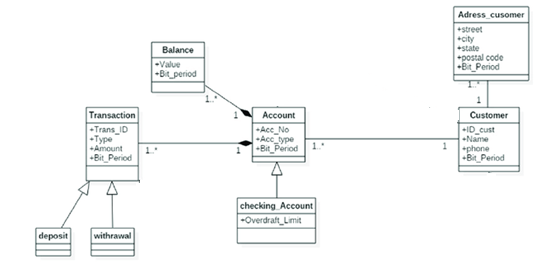 Adress_cusomer
+street
+city
+state
+postal code
+Bit_Period
1..*
1
Balance
+Value
+Bit_period
1..*
1
Transaction
+Trans_ID
+Type
+Amount
+Bit_Period
1..*
1
Account
+Acc_No
+Acc_type
+Bit_Period
1..*
1
Customer
+ID_cust
+Name
+phone
+Bit_Period
checking_Account
+Overdraft_Limit
deposit
withrawal